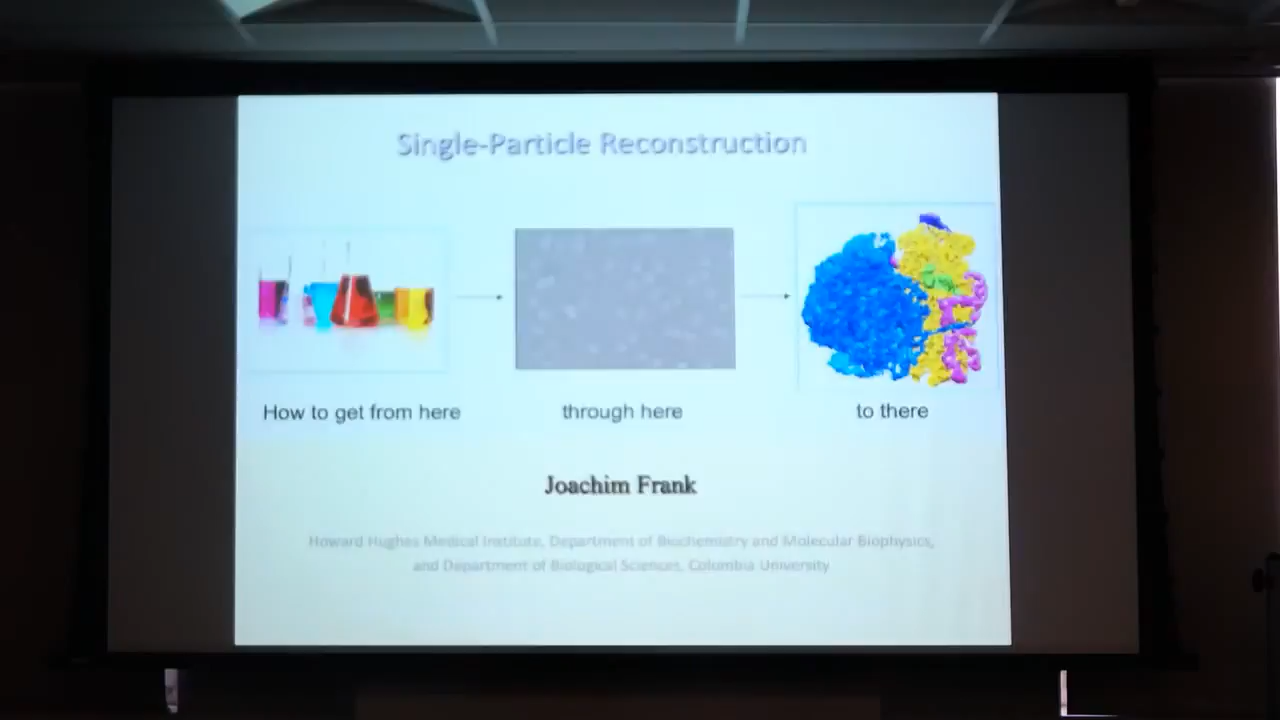 Single-Particle Reconstruction
How to get from here
through here
to there
Joachim Frank
Howard Hughes Medical Institute, Department of Biochemistry and Molecular Biophysics,
and Department of Biological Sciences, Columbia University